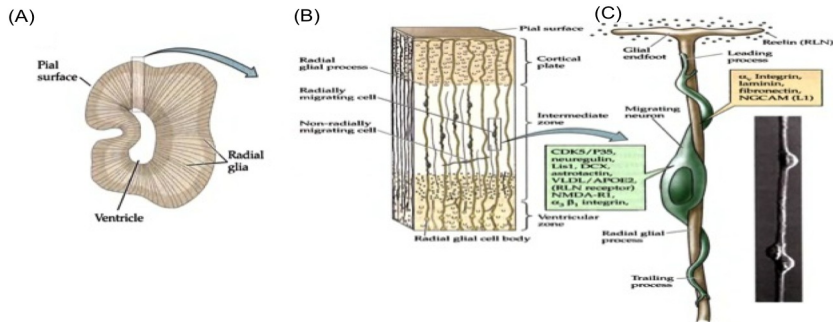 (A)
Pial
surface
Radial
glia
Ventricle
(B)
Pial surface
Radial
glial process
Radially
migrating cell
Non-radially
migrating cell
Cortical
plate
Intermediate
zone
Ventricular
zone
Radial glial cell body
(C)
Glial
endfoot
Reelin (RLN)
Leading
process
Migrating
neuron
Integrin,
laminin,
fibronectin,
NGCAM (L1)
CDK5/P35,
neuregulin,
Lis1, DCX,
astrotactin,
VLDL/APOE2,
(RLN receptor)
NMDA-R1,
α3 β1 integrin,
Radial glial
process
Trailing
process